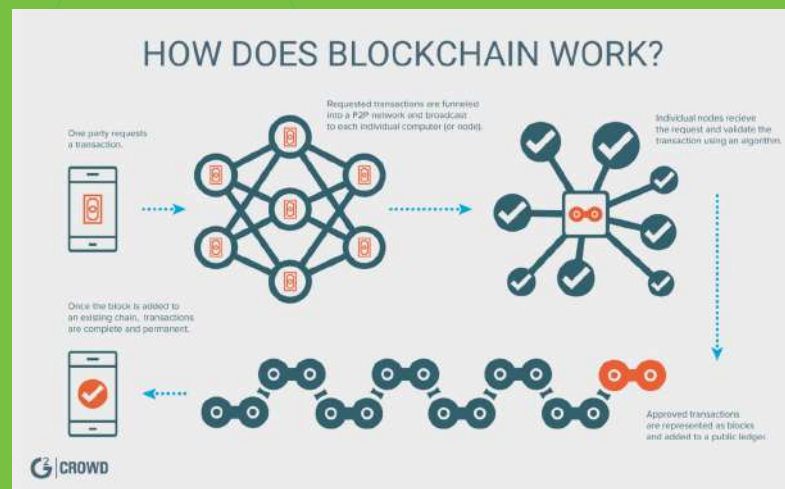 HOW DOES BLOCKCHAIN WORK?
One party requests
a transaction.
Requested transactions are funneled
into a P2P network and broadcast
to each individual computer (or node).
Individual nodes recieve
the request and validate the
transaction using an algorithm.
Approved transactions
are represented as blocks
and added to a public ledger.
Once the block is added to
an existing chain, transactions
are complete and permanent.
G2 CROWD